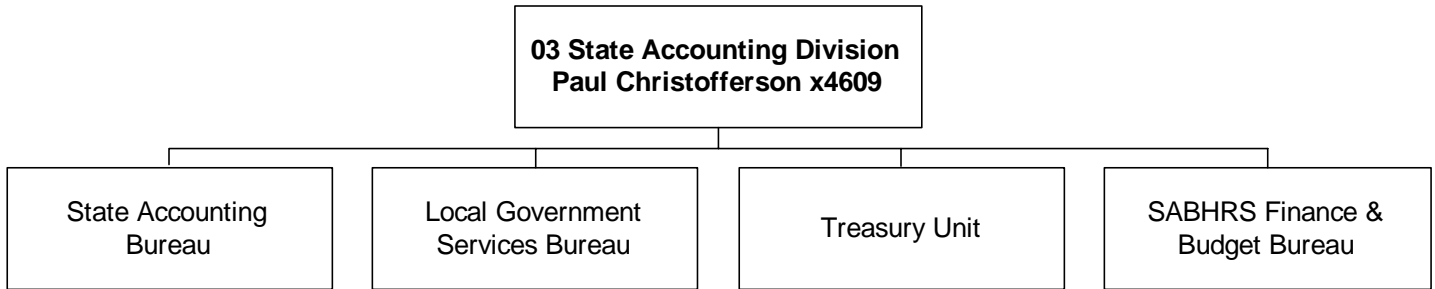 03 State Accounting Division
Paul Christofferson x4609
State Accounting
Bureau
Local Government
Services Bureau
Treasury Unit
SABHRS Finance &
Budget Bureau